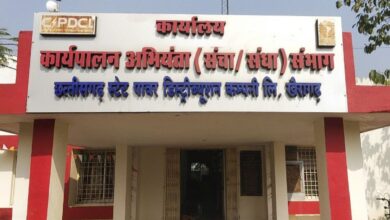 CSPDCL
कार्यालय
कार्यपालन अभियंता ( संचा/ संधा ) संभाग
छत्तीसगढ़ स्टेट पावर डिस्ट्रीब्यूशन कम्पनी लि., खैरागढ़